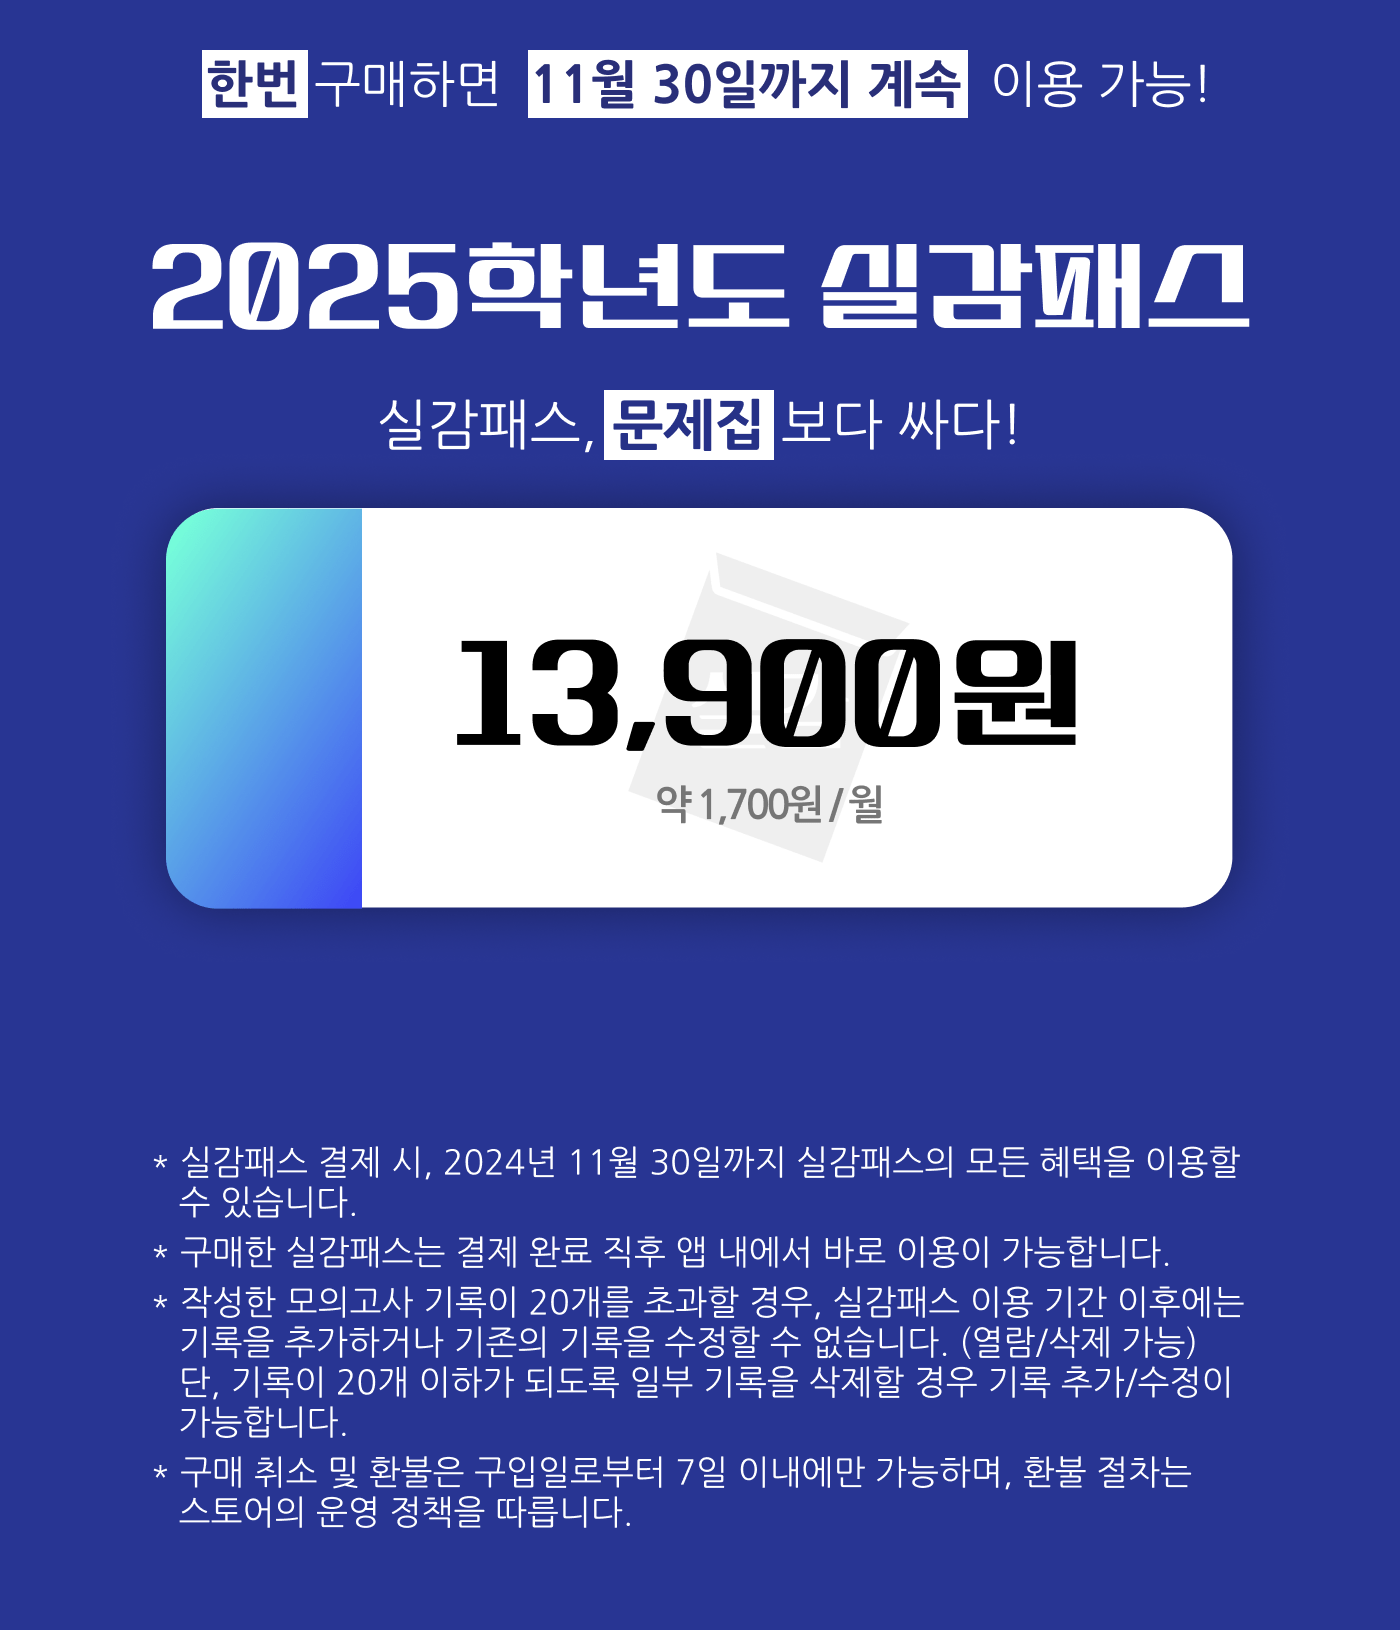 한번 구매하면 11월 30일까지 계속 이용 가능!
2025학년도 실감패스
실감패스, 문제집 보다 싸다!
13,900원
약 1,700원 / 월
* 실감패스 결제 시, 2024년 11월 30일까지 실감패스의 모든 혜택을 이용할
수 있습니다.
* 구매한 실감패스는 결제 완료 직후 앱 내에서 바로 이용이 가능합니다.
* 작성한 모의고사 기록이 20개를 초과할 경우, 실감패스 이용 기간 이후에는
기록을 추가하거나 기존의 기록을 수정할 수 없습니다. (열람/삭제 가능)
단, 기록이 20개 이하가 되도록 일부 기록을 삭제할 경우 기록 추가/수정이
가능합니다.
* 구매 취소 및 환불은 구입일로부터 7일 이내에만 가능하며, 환불 절차는
스토어의 운영 정책을 따릅니다.